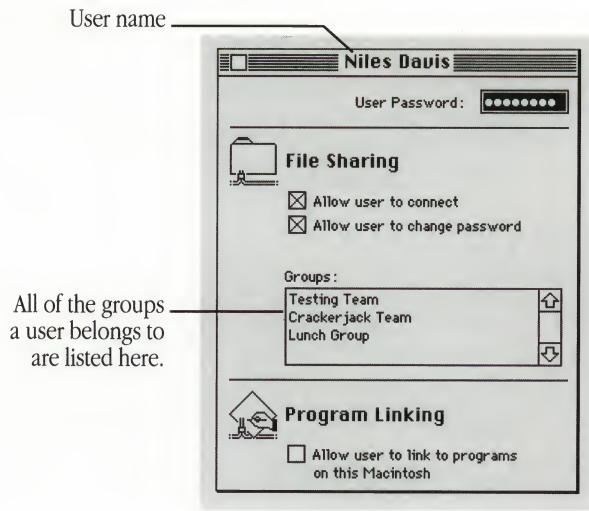 User name
Niles Davis
User Password:
File Sharing
Allow user to connect
Allow user to change password
Groups:
Testing Team
Crackerjack Team
Lunch Group
All of the groups
a user belongs to
are listed here.
Program Linking
Allow user to link to programs
on this Macintosh